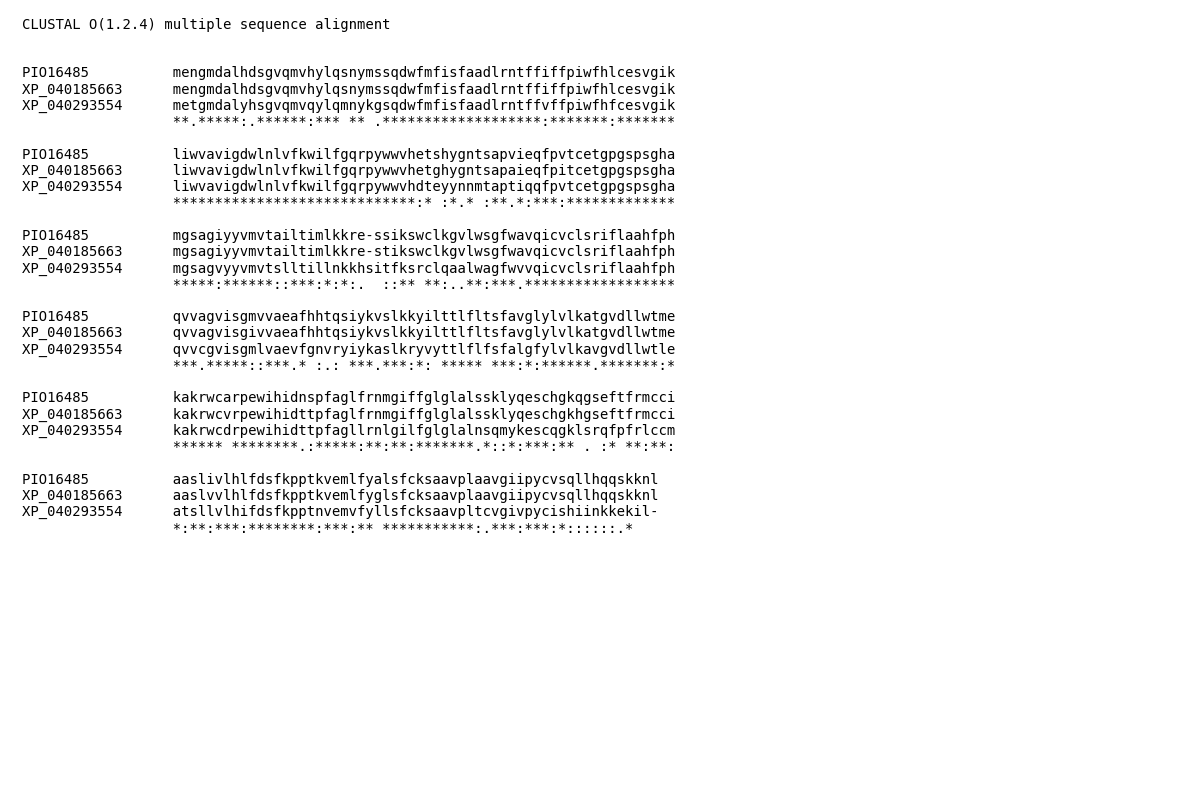 CLUSTAL O(1.2.4) multiple sequence alignment
PIO16485          mengmdalhdsgvqmvhylqsnymssqdwfmfisfaadlrntffiffpiwfhlcesvgik
XP_040185663      mengmdalhdsgvqmvhylqsnymssqdwfmfisfaadlrntffiffpiwfhlcesvgik
XP_040293554      metgmdalyhsgvqmvqylqmnykgsqdwfmfisfaadlrntffvffpiwfhfcesvgik
                  **.*****:.******:*** ** .*******************:*******:*******
PIO16485          liwvavigdwlnlvfkwilfgqrpywwvhetshygntsapvieqfpvtcetgpgspsgha
XP_040185663      liwvavigdwlnlvfkwilfgqrpywwvhetghygntsapaieqfpitcetgpgspsgha
XP_040293554      liwvavigdwlnlvfkwilfgqrpywwvhdteyynnmtaptiqqfpvtcetgpgspsgha
                  *****************************:* :*.* :**.*:***:*************
PIO16485          mgsagiyyvmvtailtimlkkre-ssikswclkgvlwsgfwavqicvclsriflaahfph
XP_040185663      mgsagiyyvmvtailtimlkkre-stikswclkgvlwsgfwavqicvclsriflaahfph
XP_040293554      mgsagvyyvmvtslltillnkkhsitfksrclqaalwagfwvvqicvclsriflaahfph
                  *****:******::***:*:*:.  ::** **:..**:***.******************
PIO16485          qvvagvisgmvvaeafhhtqsiykvslkkyilttlfltsfavglylvlkatgvdllwtme
XP_040185663      qvvagvisgivvaeafhhtqsiykvslkkyilttlfltsfavglylvlkatgvdllwtme
XP_040293554      qvvcgvisgmlvaevfgnvryiykaslkryvyttlflfsfalgfylvlkavgvdllwtle
                  ***.*****::***.* :.: ***.***:*: ***** ***:*:******.*******:*
PIO16485          kakrwcarpewihidnspfaglfrnmgiffglglalssklyqeschgkqgseftfrmcci
XP_040185663      kakrwcvrpewihidttpfaglfrnmgiffglglalssklyqeschgkhgseftfrmcci
XP_040293554      kakrwcdrpewihidttpfagllrnlgilfglglalnsqmykescqgklsrqfpfrlccm
                  ****** ********.:*****:**:**:*******.*::*:***:** . :* **:**:
PIO16485          aaslivlhlfdsfkpptkvemlfyalsfcksaavplaavgiipycvsqllhqqskknl
XP_040185663      aaslvvlhlfdsfkpptkvemlfyglsfcksaavplaavgiipycvsqllhqqskknl
XP_040293554      atsllvlhifdsfkpptnvemvfyllsfcksaavpltcvgivpycishiinkkekil-
                  *:**:***:********:***:** ***********:.***:***:*::::::.*